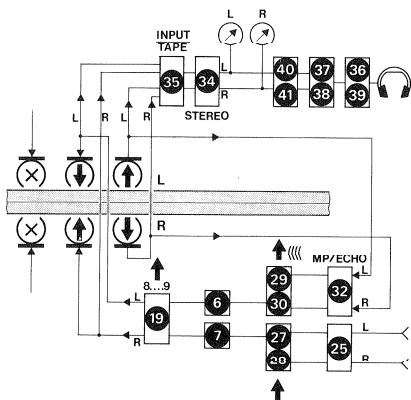 L R
INPUT
TAPE
35 34 L 40 37 36
R 41 38 39
STEREO
L R L R
L
R
MP/ECHO
8....9
29 32 L
L 6 30 R
19
R 7 27 25 L
28 R